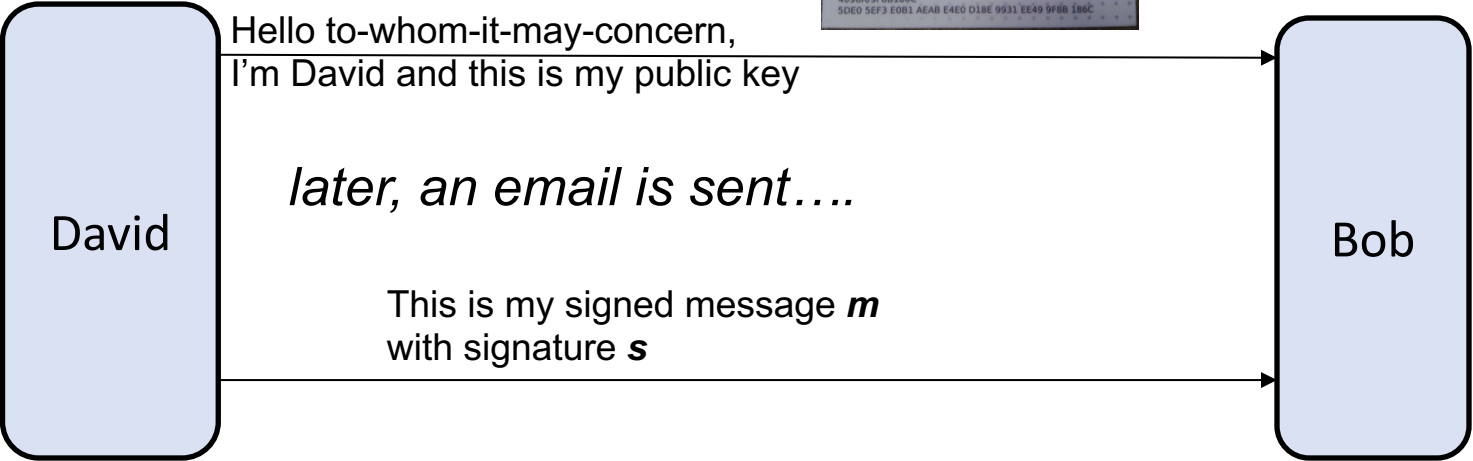 Hello to-whom-it-may-concern,
I'm David and this is my public key
5DE0 5EF3 E0B1 AEAB E4E0 D18E 9931 EE49 9F8B 186C
later, an email is sent….
David
Bob
This is my signed message m
with signature s